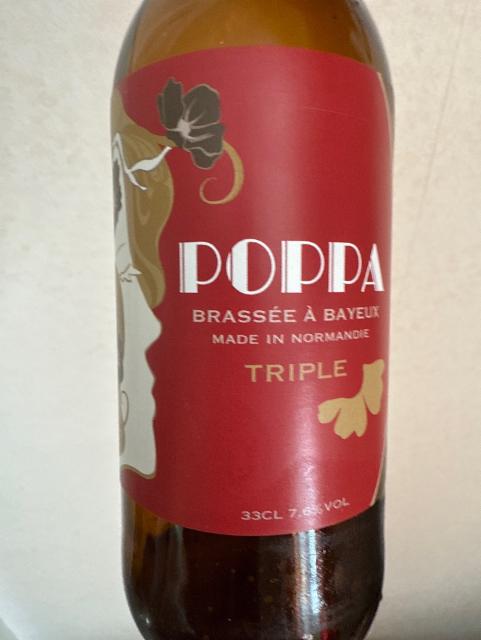 POPPA
BRASSÉE À BAYEUX
MADE IN NORMANDIE
TRIPLE
33CL 7,6% VOL